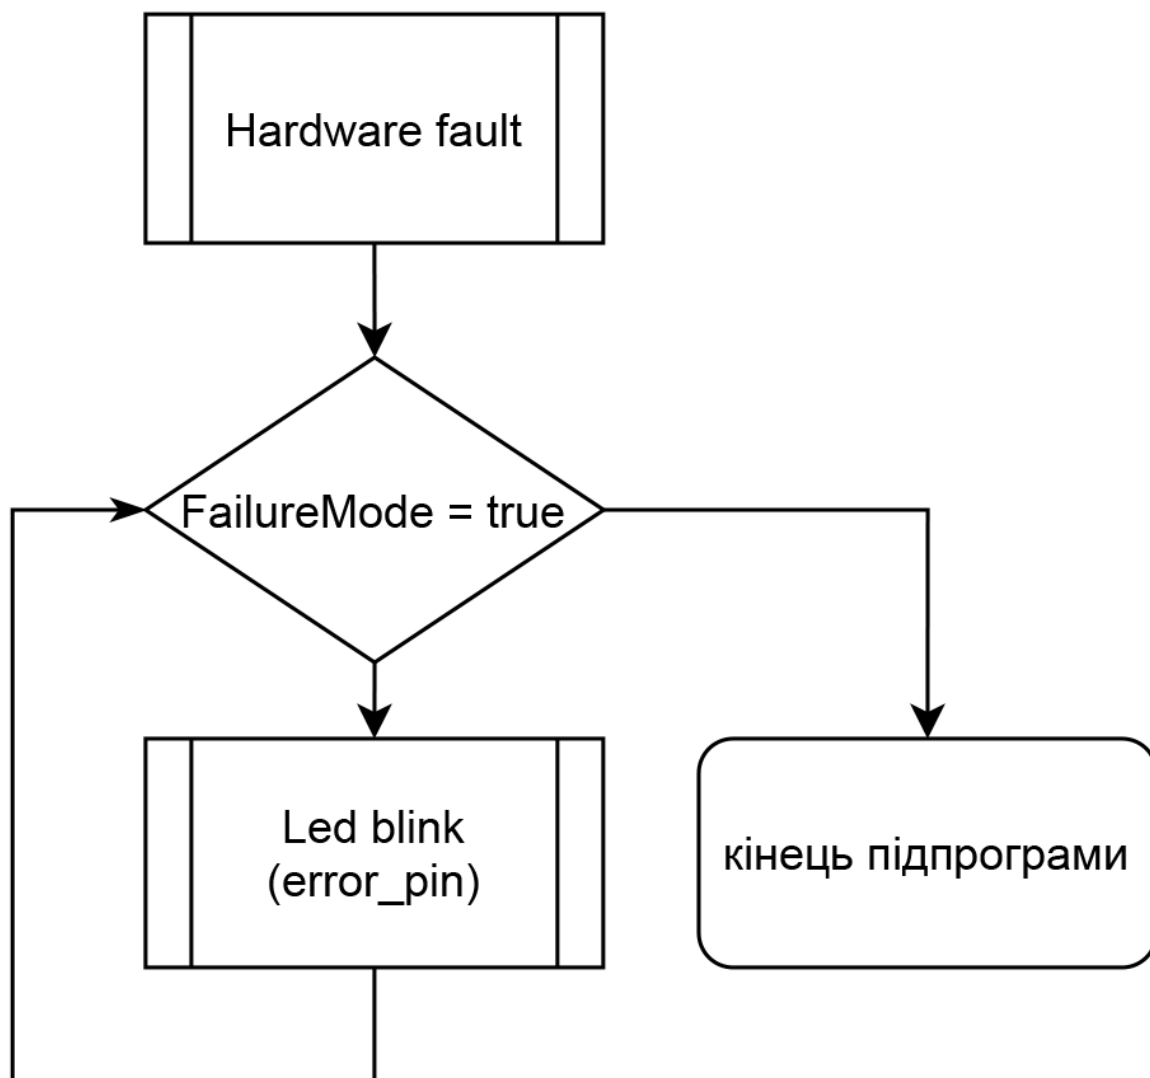 Hardware fault
FailureMode = true
Led blink
(error_pin)
кінець підпрограми